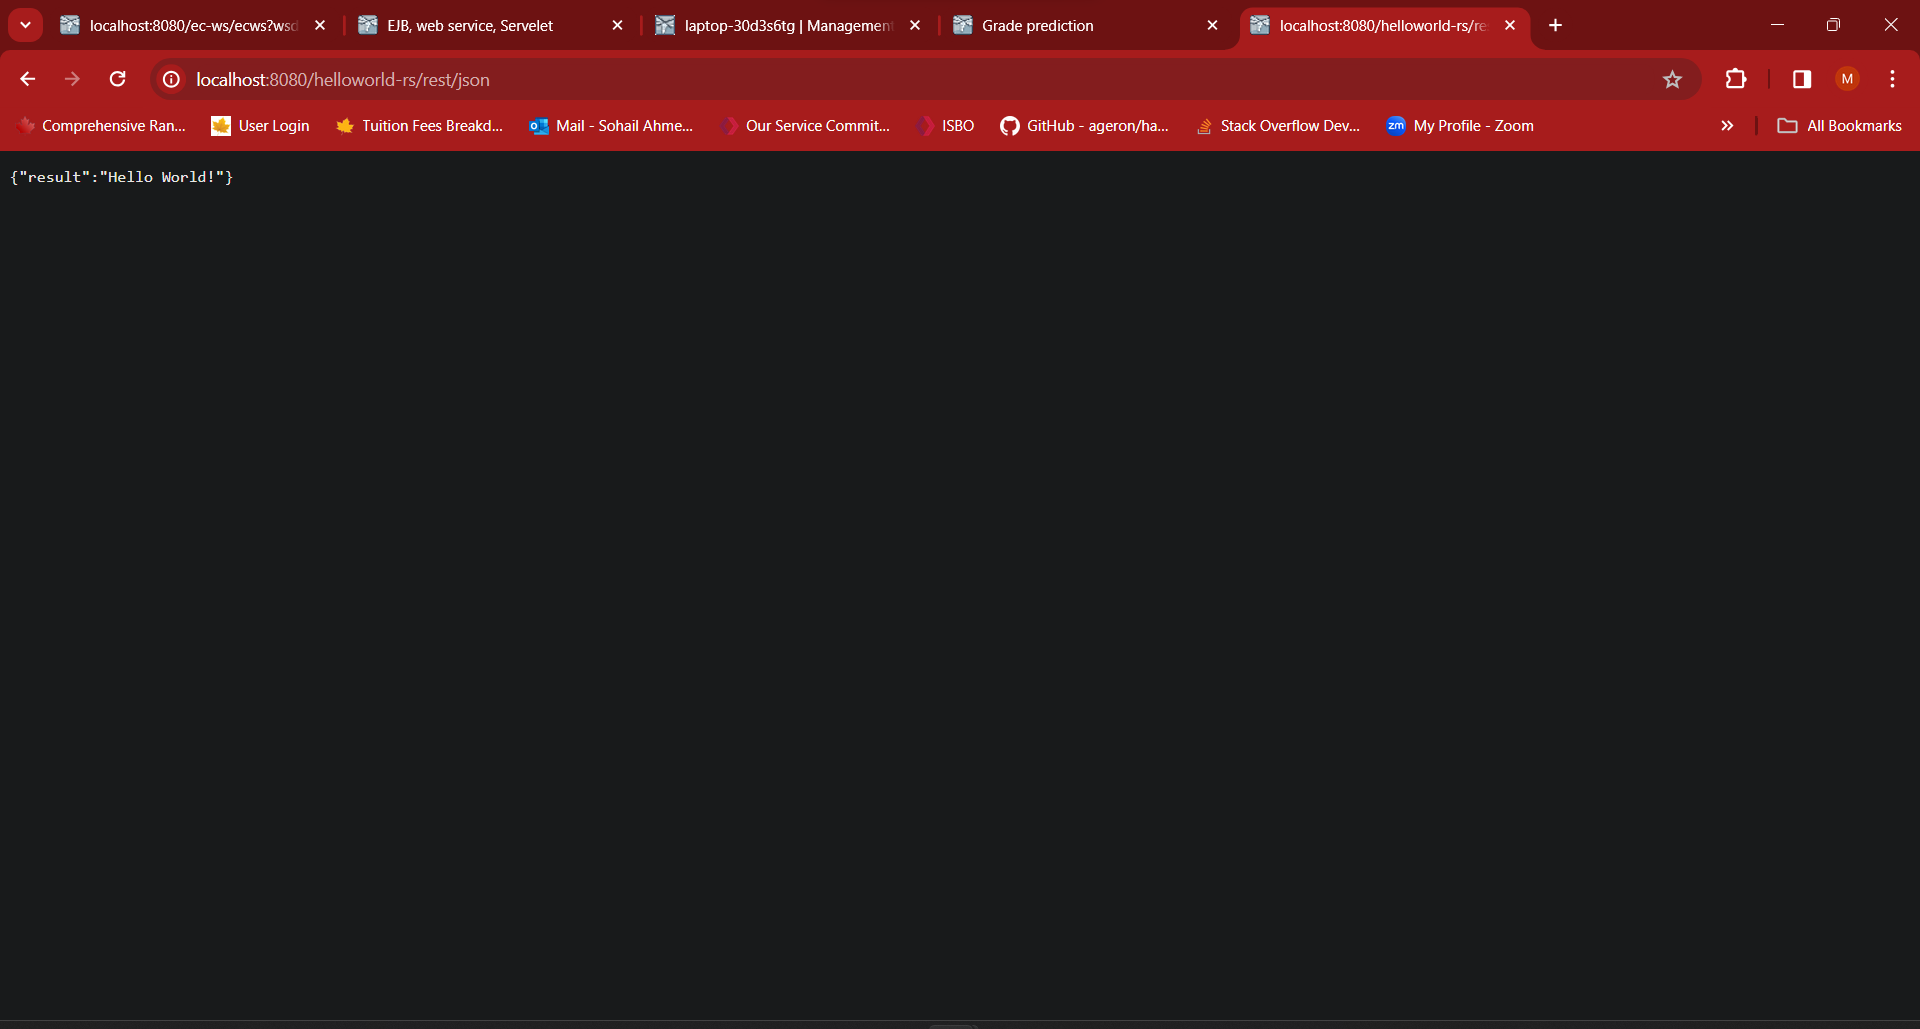 localhost:8080/ec-ws/ecws?wsd
EJB, web service, Servelet
laptop-30d3s6tg | Management
Grade prediction
localhost:8080/helloworld-rs/re
localhost:8080/helloworld-rs/rest/json
M
Comprehensive Ran...
User Login
Tuition Fees Breakd...
Mail - Sohail Ahme...
Our Service Commit...
ISBO
GitHub - ageron/ha...
Stack Overflow Dev...
zm
My Profile - Zoom
All Bookmarks
{"result":"Hello World!"}